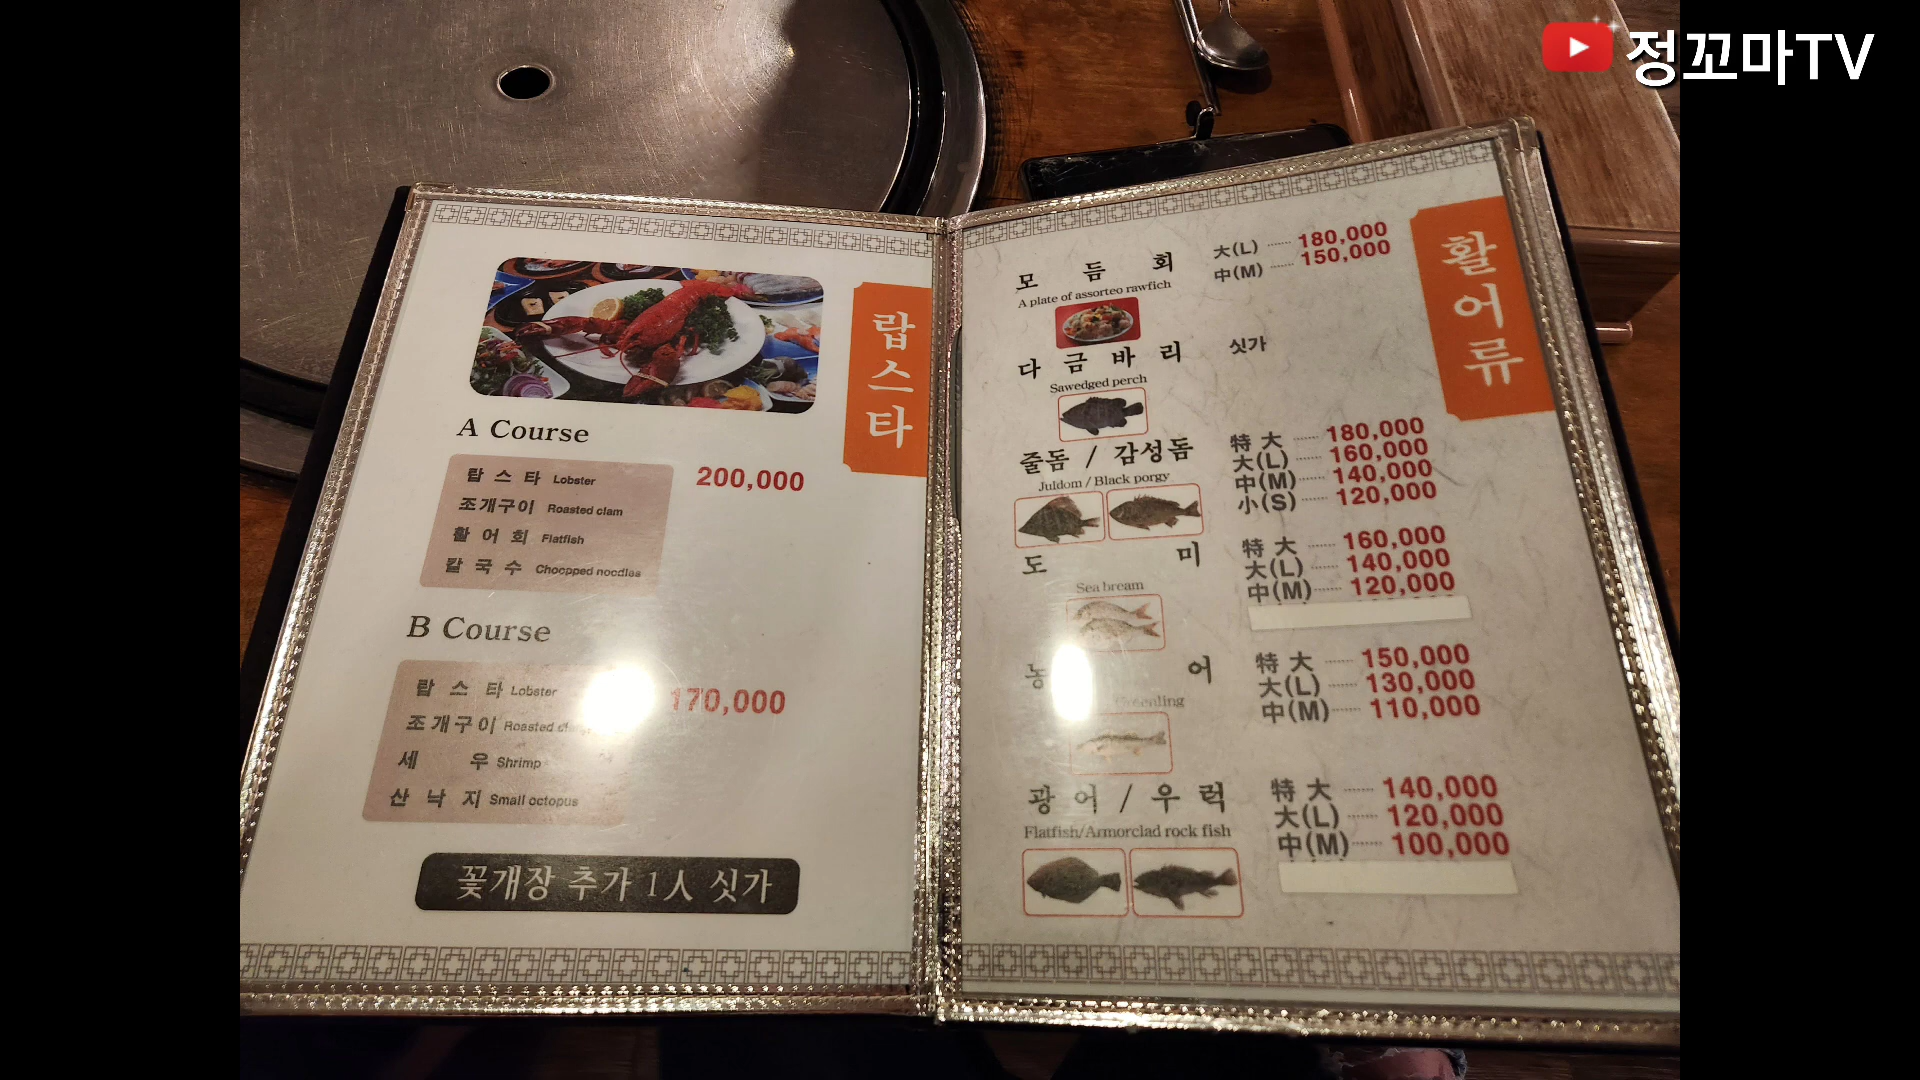 정꼬마TV
랍스타
A Course
랍 스 타 Lobster
조개구이 Roasted clam
활 어 회 Flatfish
칼 국 수 Choopped noodles
200,000
B Course
랍 스 타 Lobster
조개구이 Roasted
세 우 Shrimp
산 낙 지 Small octopus
170,000
꽃개장 추가 1人 싯가
활어류
모 듬 회
A plate of assorteo rawfich
大(L) ······ 180,000
中(M) ······ 150,000
다 금 바 리 싯가
Sawedged perch
줄돔 / 감성돔
Juldom / Black porgy
特 大 ······ 180,000
大(L) ······ 160,000
中(M) ······ 140,000
小(S) ······ 120,000
도 미
Sea bream
特 大 ······ 160,000
大(L) ······ 140,000
中(M) ······ 120,000
농 어
特 大 ······ 150,000
大(L) ······ 130,000
中(M) ······ 110,000
광 어 / 우 럭
Flatfish/Armorclad rock fish
特 大 ······ 140,000
大(L) ······ 120,000
中(M) ······ 100,000